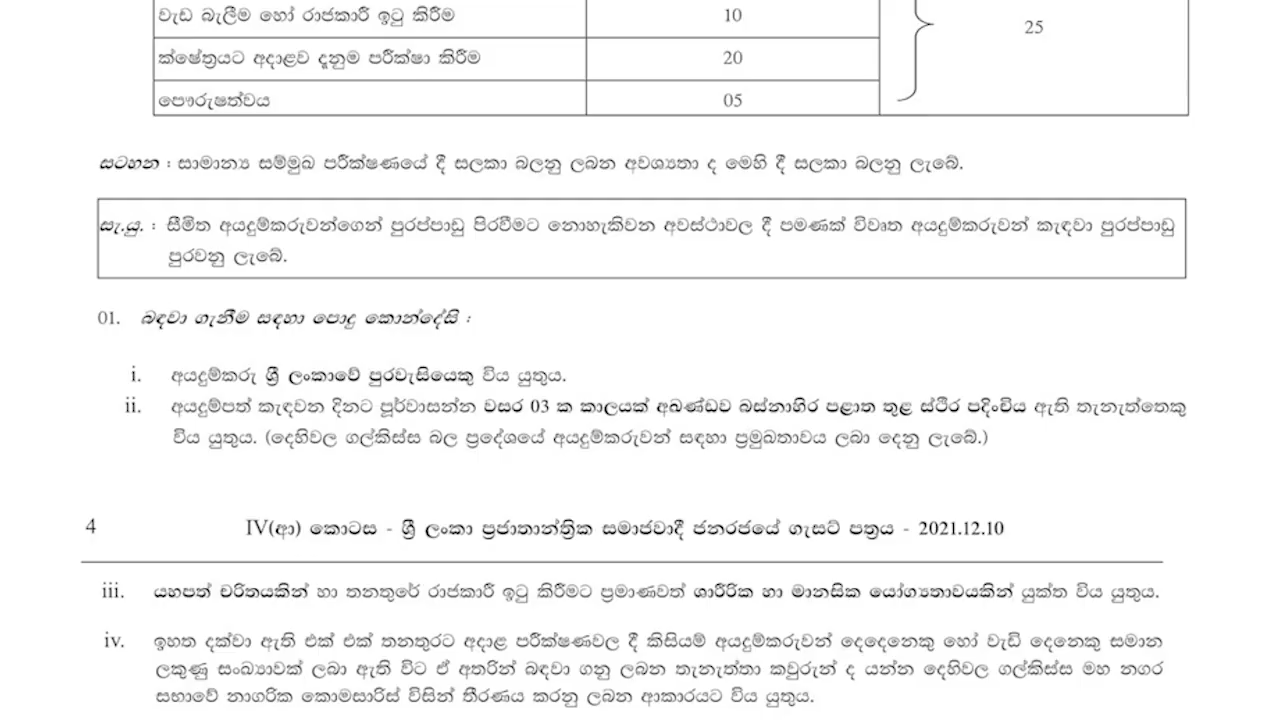 වැඩ බැලීම හෝ රාජකාරී ඉටු කිරීම 10
25
ක්ෂේත්‍රයට අදාළව දැනුම පරීක්ෂා කිරීම 20
පෞරුෂත්වය 05
සටහන : සාමාන්‍ය සම්මුඛ පරීක්ෂණයේ දී සලකා බලනු ලබන අවශ්‍යතා ද මෙහි දී සලකා බලනු ලැබේ.
සැ.යු. : සීමිත අයදුම්කරුවන්ගෙන් පුරප්පාඩු පිරවීමට නොහැකිවන අවස්ථාවල දී පමණක් විවෘත අයදුම්කරුවන් කැඳවා පුරප්පාඩු
පුරවනු ලැබේ.
01. බඳවා ගැනීම සඳහා පොදු කොන්දේසි :
i. අයදුම්කරු ශ්‍රී ලංකාවේ පුරවැසියෙකු විය යුතුය.
ii. අයදුම්පත් කැඳවන දිනට පූර්වාසන්න වසර 03 ක කාලයක් අඛණ්ඩව බස්නාහිර පළාත තුළ ස්ථිර පදිංචිය ඇති තැනැත්තෙකු
විය යුතුය. (දෙහිවල ගල්කිස්ස බල ප්‍රදේශයේ අයදුම්කරුවන් සඳහා ප්‍රමුඛතාවය ලබා දෙනු ලැබේ.)
4 IV(ආ) කොටස - ශ්‍රී ලංකා ප්‍රජාතාන්ත්‍රික සමාජවාදී ජනරජයේ ගැසට් පත්‍රය - 2021.12.10
iii. යහපත් චරිතයකින් හා තනතුරේ රාජකාරී ඉටු කිරීමට ප්‍රමාණවත් ශාරීරික හා මානසික යෝග්‍යතාවයකින් යුක්ත විය යුතුය.
iv. ඉහත දක්වා ඇති එක් එක් තනතුරට අදාළ පරීක්ෂණවල දී කිසියම් අයදුම්කරුවන් දෙදෙනෙකු හෝ වැඩි දෙනෙකු සමාන
ලකුණු සංඛ්‍යාවක් ලබා ඇති විට ඒ අතරින් බඳවා ගනු ලබන තැනැත්තා කවුරුන් ද යන්න දෙහිවල ගල්කිස්ස මහ නගර
සභාවේ නාගරික කොමසාරිස් විසින් තීරණය කරනු ලබන ආකාරයට විය යුතුය.